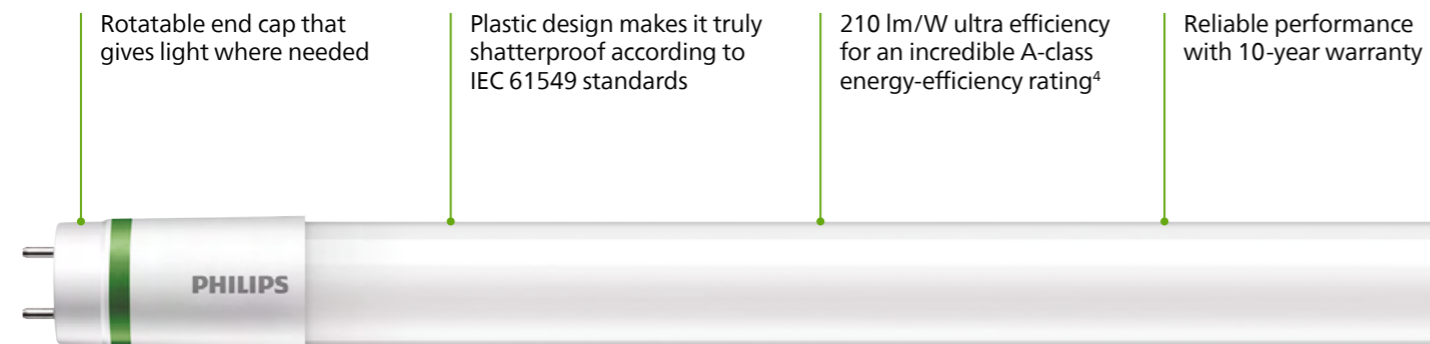 Rotatable end cap that
gives light where needed
Plastic design makes it truly
shatterproof according to
IEC 61549 standards
210 lm/W ultra efficiency
for an incredible A-class
energy-efficiency rating⁴
Reliable performance
with 10-year warranty
PHILIPS